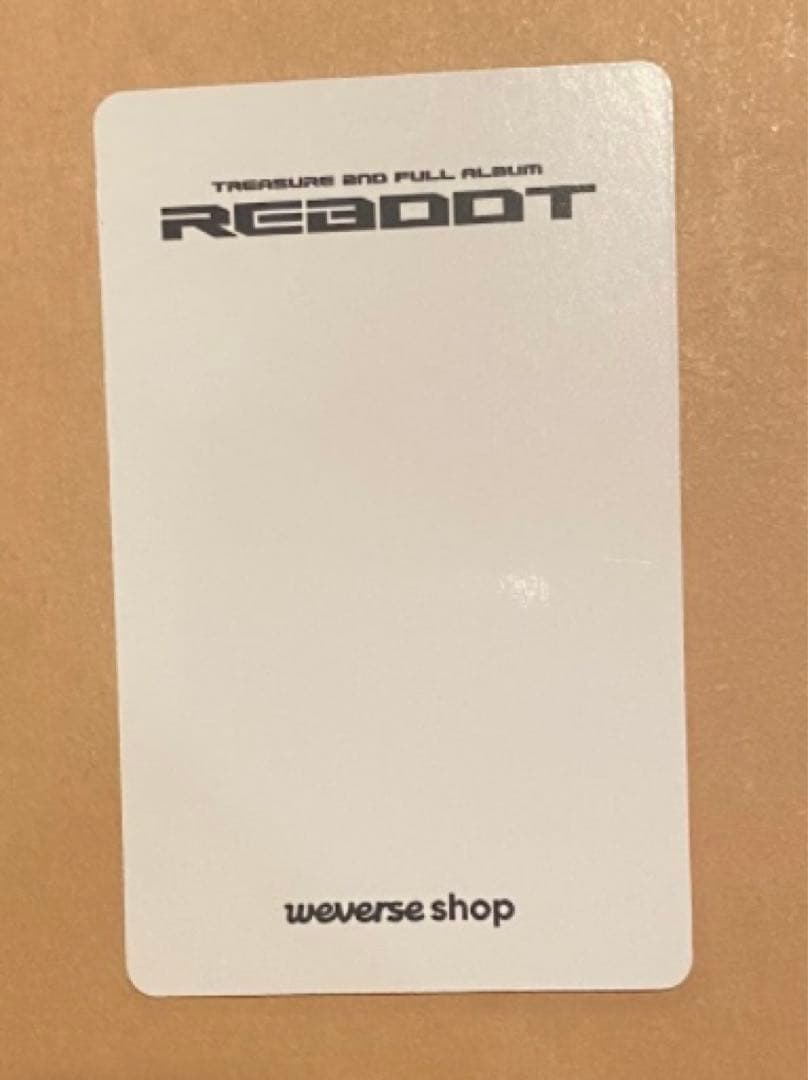 TREASURE 2ND FULL ALBUM
REBOOT
weverse shop